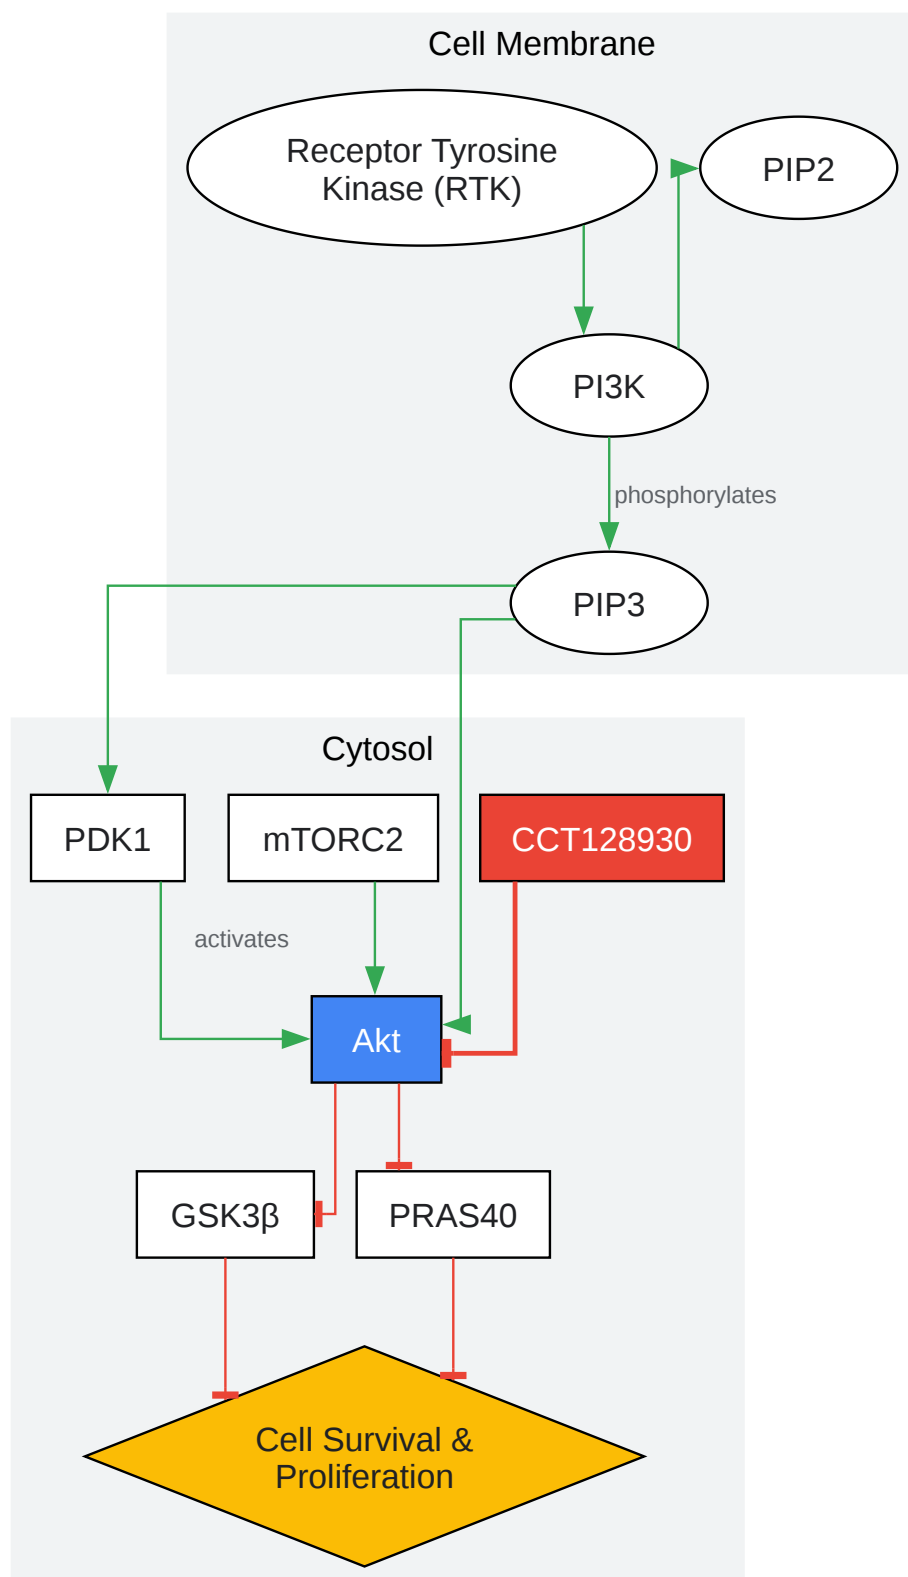 Cell Membrane
Receptor Tyrosine
Kinase (RTK)
PIP2
PI3K
phosphorylates
PIP3
Cytosol
PDK1
mTORC2
CCT128930
activates
Akt
GSK3β
PRAS40
Cell Survival &
Proliferation